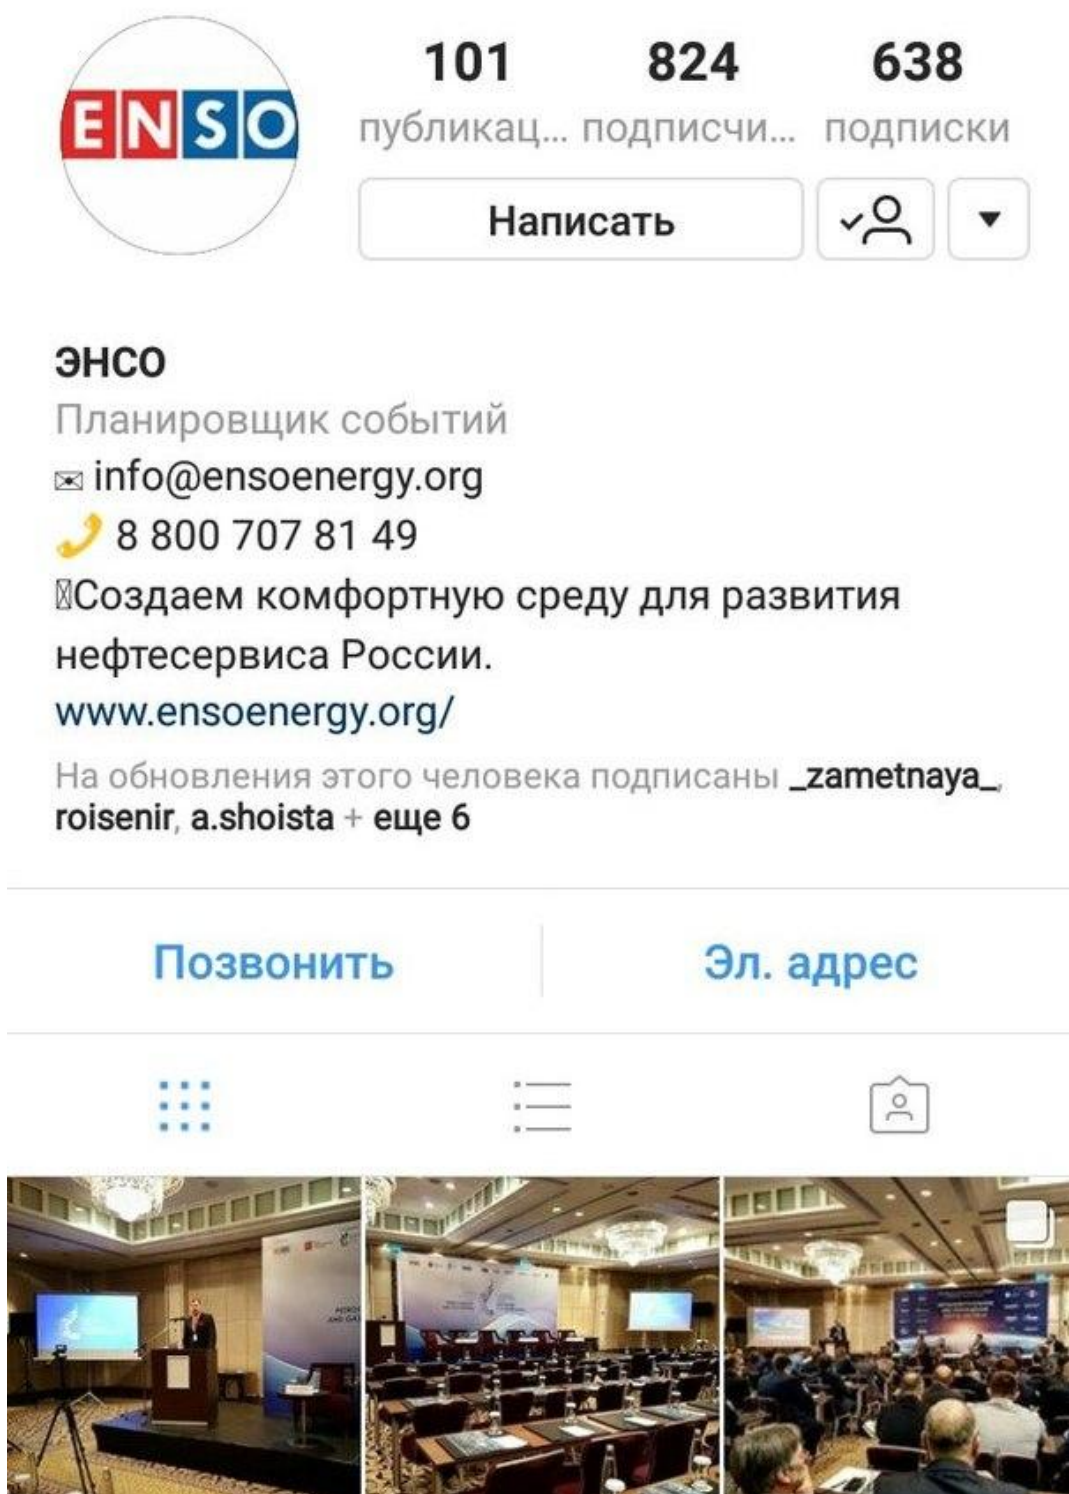 ENSO
101 824 638
публикац... подписчи... подписки
Написать
ЭНСО
Планировщик событий
info@ensoenergy.org
8 800 707 81 49
Создаем комфортную среду для развития
нефтесервиса России.
www.ensoenergy.org/
На обновления этого человека подписаны _zametnaya_,
roisenir, a.shoista + еще 6
Позвонить Эл. адрес